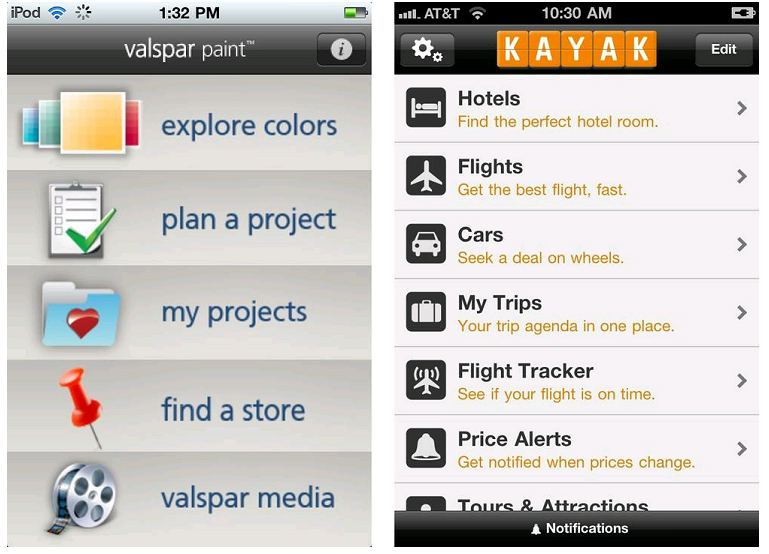 iPod 1:32 PM
valspar paint™
explore colors
plan a project
my projects
find a store
valspar media
AT&T 10:30 AM
KAYAK
Edit
Hotels
Find the perfect hotel room.
Flights
Get the best flight, fast.
Cars
Seek a deal on wheels.
My Trips
Your trip agenda in one place.
Flight Tracker
See if your flight is on time.
Price Alerts
Get notified when prices change.
Tours & Attractions
Notifications